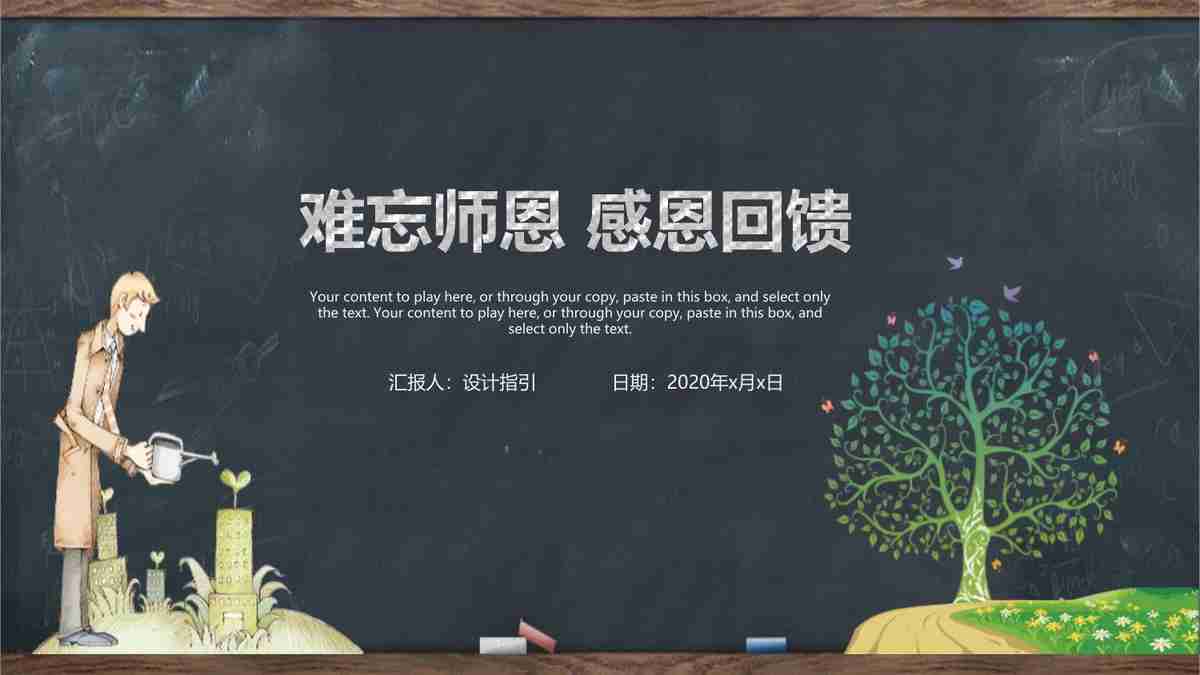 难忘师恩 感恩回馈
Your content to play here, or through your copy, paste in this box, and select only
the text. Your content to play here, or through your copy, paste in this box, and
select only the text.
汇报人：设计指引 日期：2020年x月x日